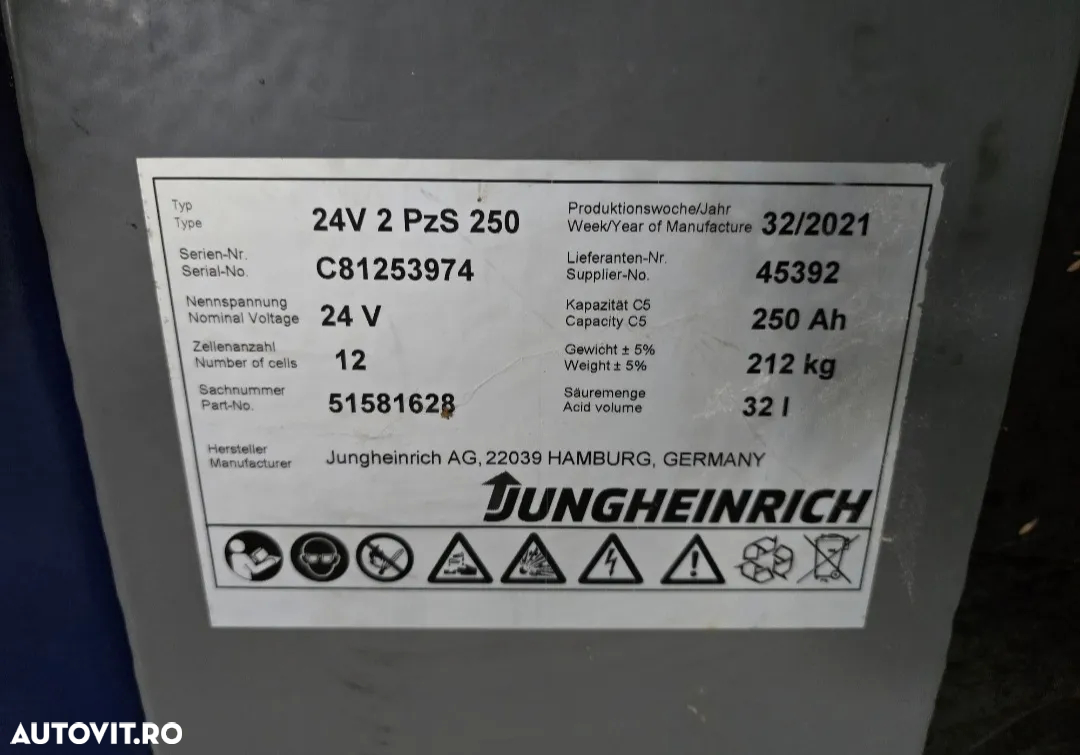 Typ
Type 24V 2 PzS 250
Produktionswoche/Jahr
Week/Year of Manufacture 32/2021
Serien-Nr.
Serial-No. C81253974
Lieferanten-Nr.
Supplier-No. 45392
Nennspannung
Nominal Voltage 24 V
Kapazität C5
Capacity C5 250 Ah
Zellenanzahl
Number of cells 12
Gewicht ± 5%
Weight ± 5% 212 kg
Sachnummer
Part-No. 51581628
Säuremenge
Acid volume 32 l
Hersteller
Manufacturer Jungheinrich AG, 22039 HAMBURG, GERMANY
JUNGHEINRICH
AUTOVIT.RO